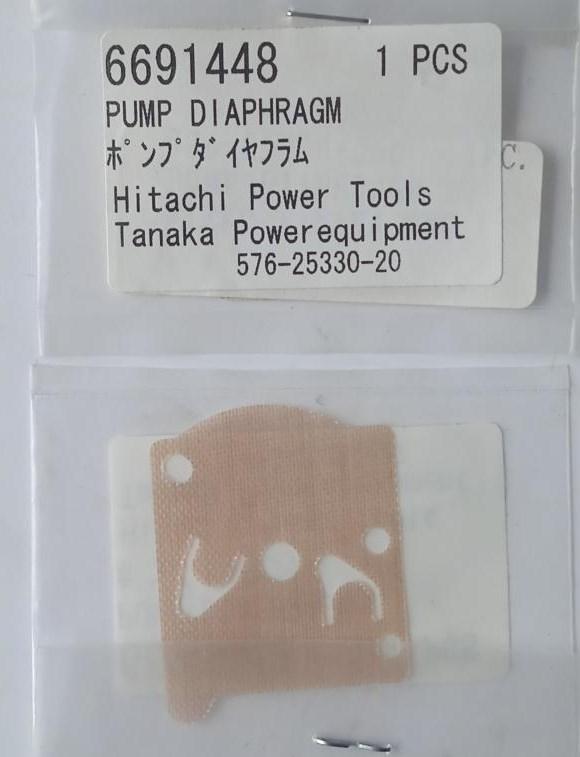 6691448 1 PCS
PUMP DIAPHRAGM
ポンプダイヤフラム
Hitachi Power Tools
Tanaka Powerequipment
576-25330-20
C.